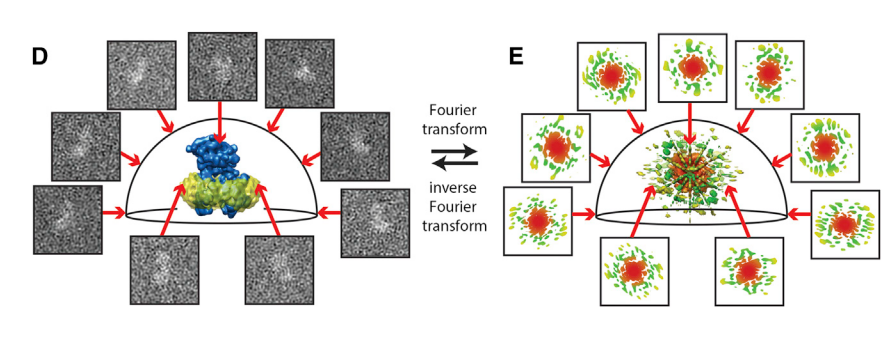 D
E
Fourier
transform
inverse
Fourier
transform